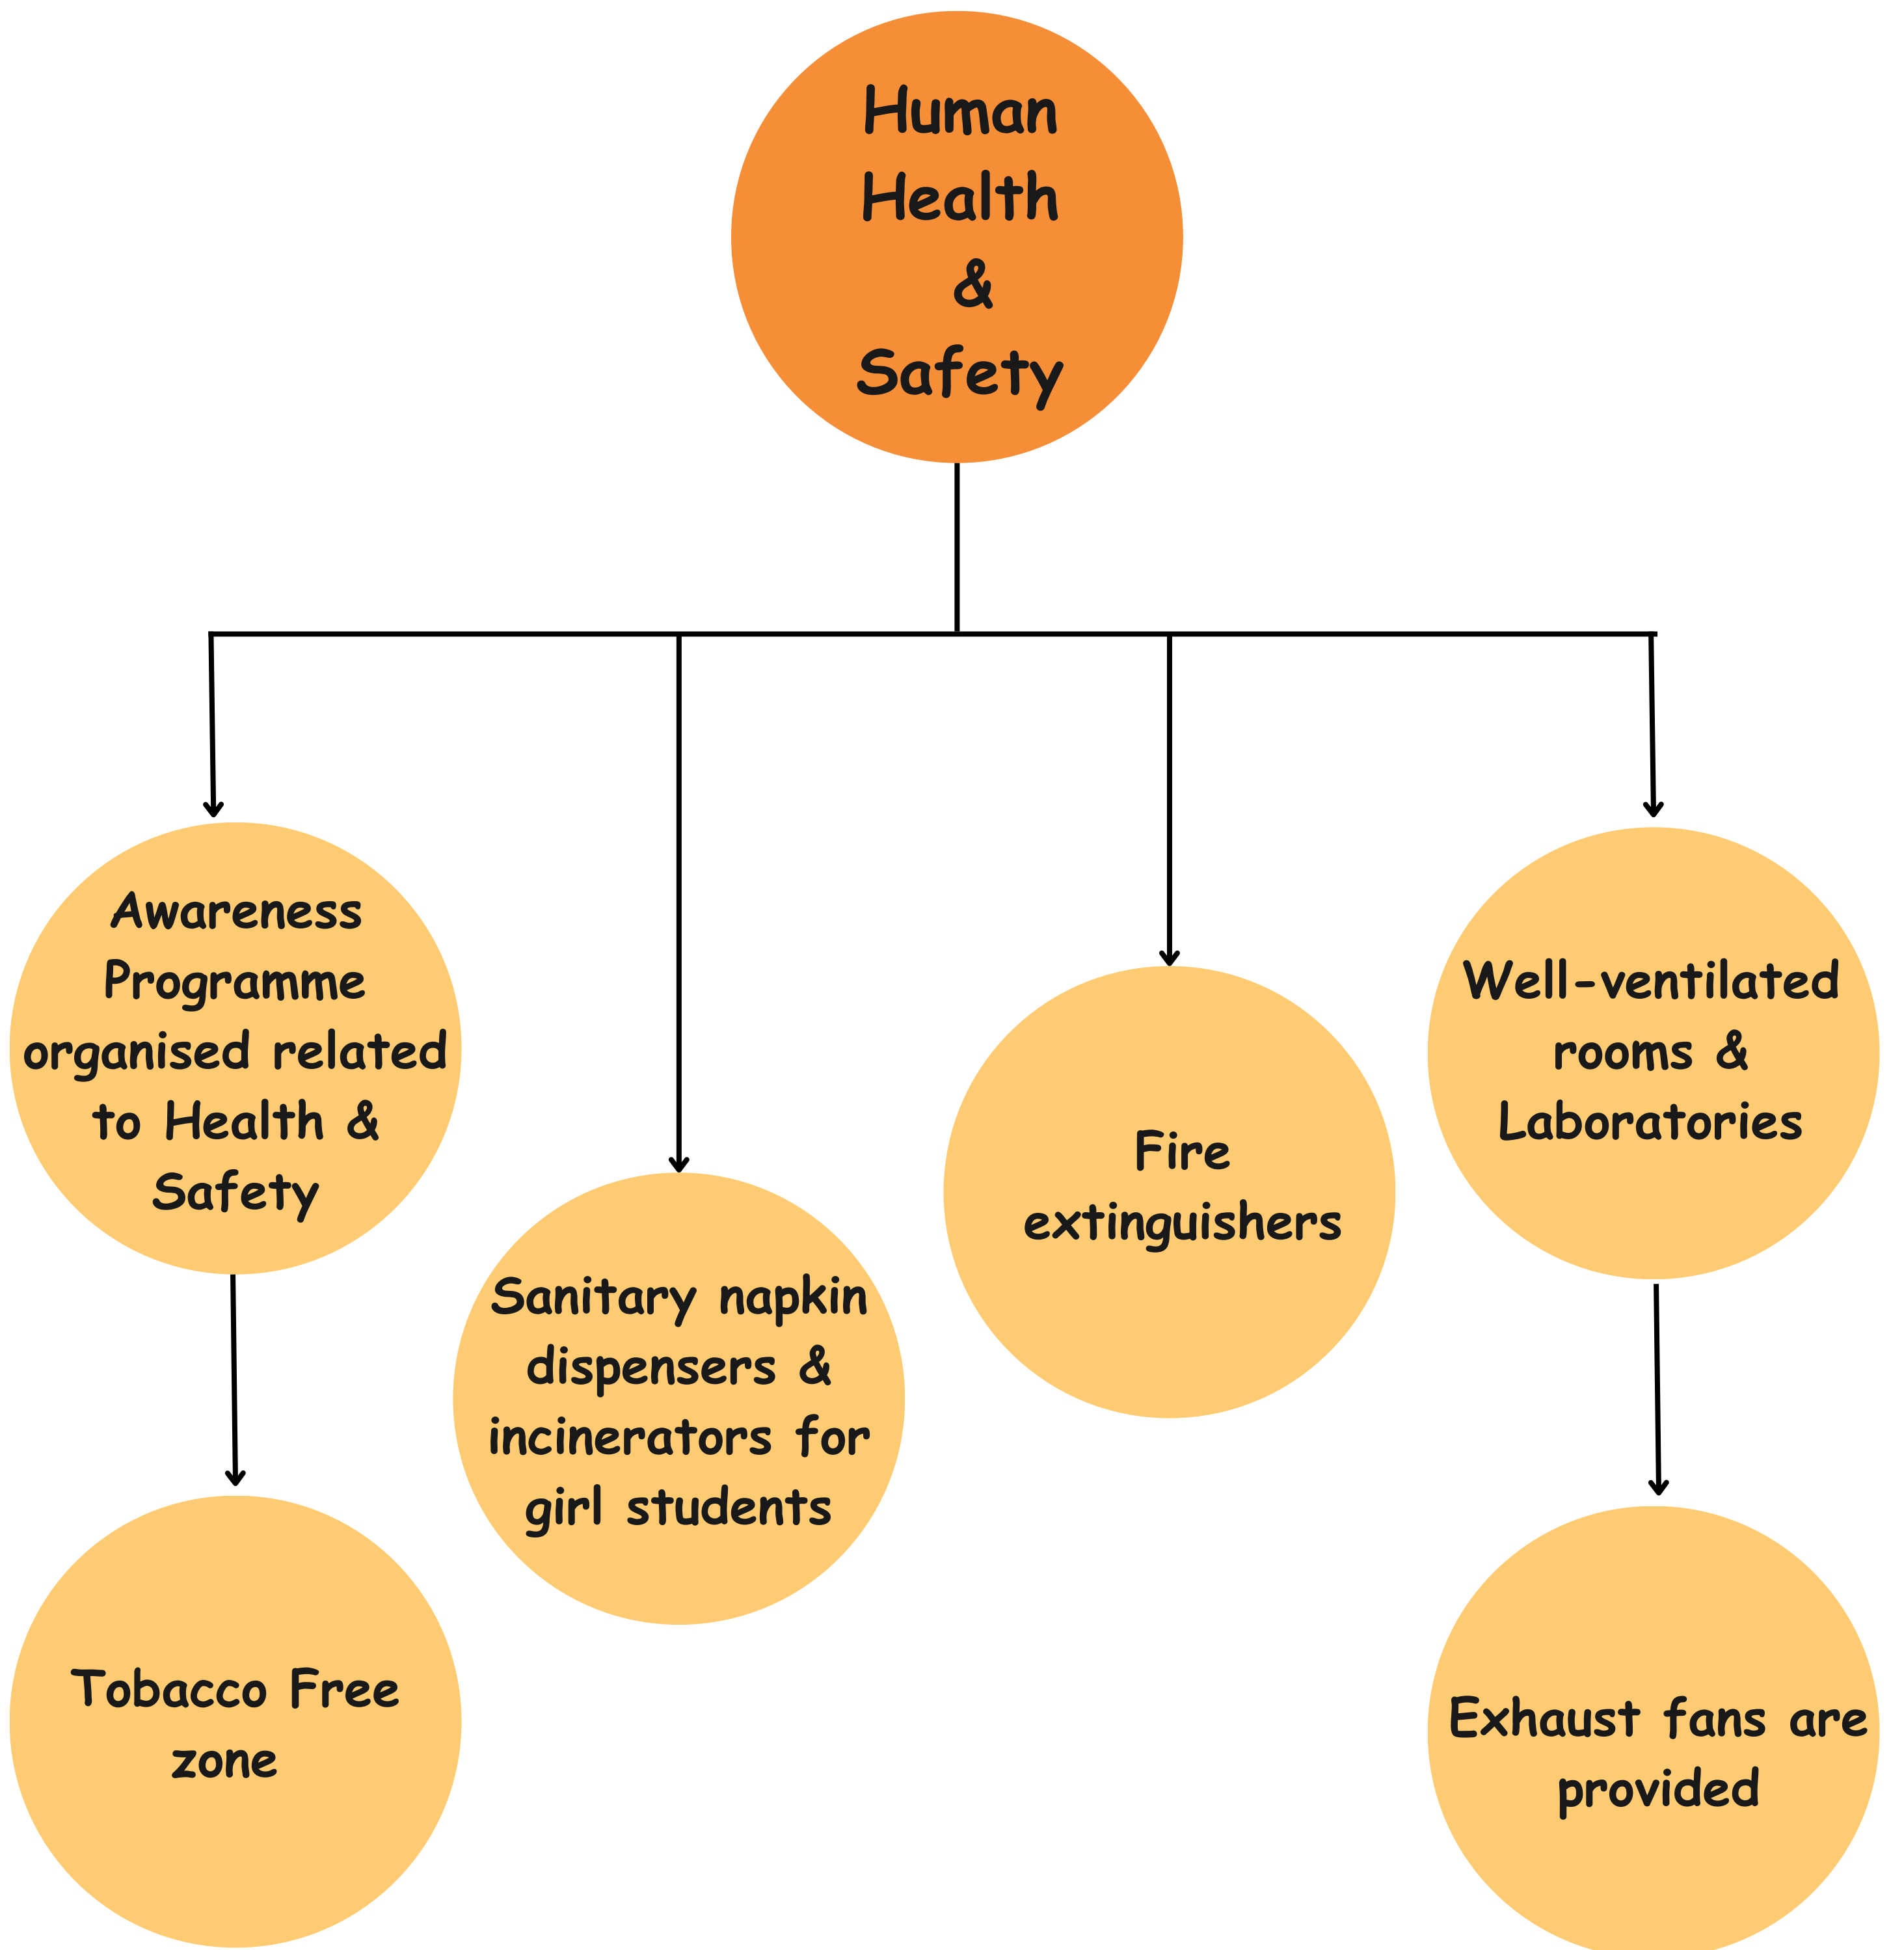 Human
Health
&
Safety
Awareness
Programme
organised related
to Health &
Safety
Sanitary napkin
dispensers &
incinerators for
girl students
Fire
extinguishers
Well-ventilated
rooms &
Laboratories
Tobacco Free
zone
Exhaust fans are
provided